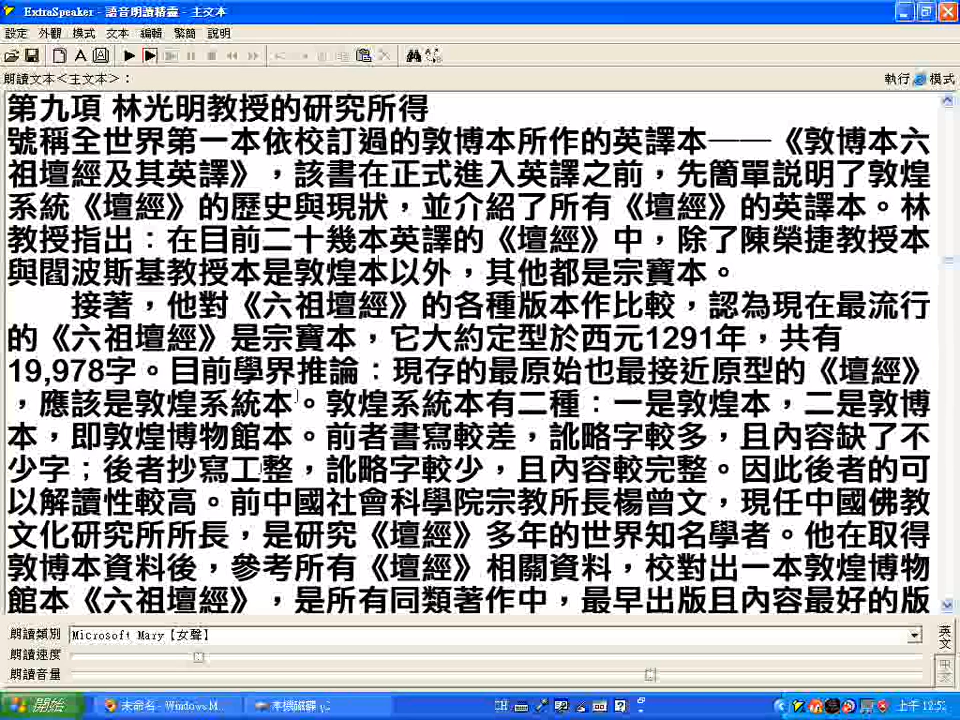 ExtraSpeaker - 語音朗讀精靈 - 主文本
設定 外觀 模式 文本 編輯 繁簡 說明
朗讀文本<主文本>： 執行 模式
第九項 林光明教授的研究所得
號稱全世界第一本依校訂過的敦博本所作的英譯本——《敦博本六
祖壇經及其英譯》，該書在正式進入英譯之前，先簡單說明了敦煌
系統《壇經》的歷史與現狀，並介紹了所有《壇經》的英譯本。林
教授指出：在目前二十幾本英譯的《壇經》中，除了陳榮捷教授本
與閻波斯基教授本是敦煌本以外，其他都是宗寶本。
接著，他對《六祖壇經》的各種版本作比較，認為現在最流行
的《六祖壇經》是宗寶本，它大約定型於西元1291年，共有
19,978字。目前學界推論：現存的最原始也最接近原型的《壇經》
，應該是敦煌系統本。敦煌系統本有二種：一是敦煌本，二是敦博
本，即敦煌博物館本。前者書寫較差，訛略字較多，且內容缺了不
少字；後者抄寫工整，訛略字較少，且內容較完整。因此後者的可
以解讀性較高。前中國社會科學院宗教所長楊曾文，現任中國佛教
文化研究所所長，是研究《壇經》多年的世界知名學者。他在取得
敦博本資料後，參考所有《壇經》相關資料，校對出一本敦煌博物
館本《六祖壇經》，是所有同類著作中，最早出版且內容最好的版
朗讀類別 Microsoft Mary【女聲】 英文
朗讀速度
朗讀音量 中文
開始 未命名 - Windows M... 本機磁碟 上午 12:52